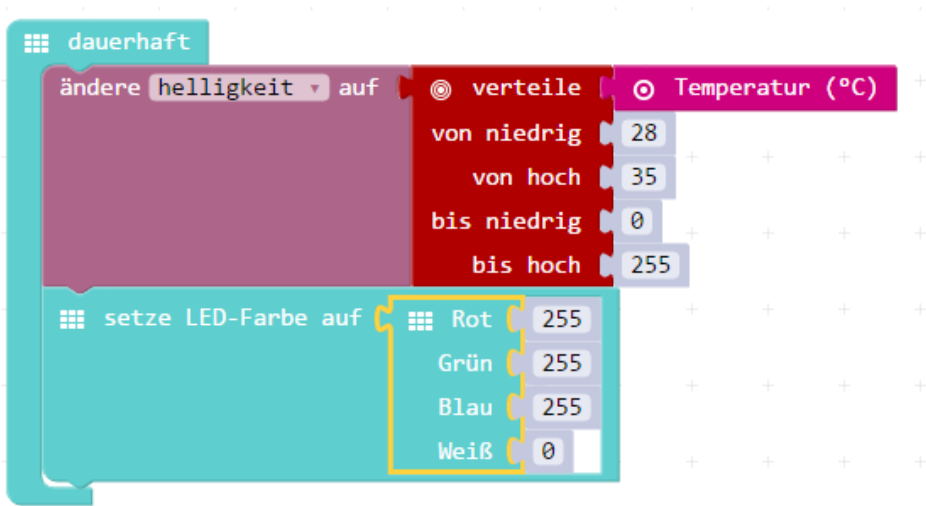 dauerhaft
ändere helligkeit auf verteile Temperatur (°C)
von niedrig 28
von hoch 35
bis niedrig 0
bis hoch 255
setze LED-Farbe auf Rot 255
Grün 255
Blau 255
Weiß 0